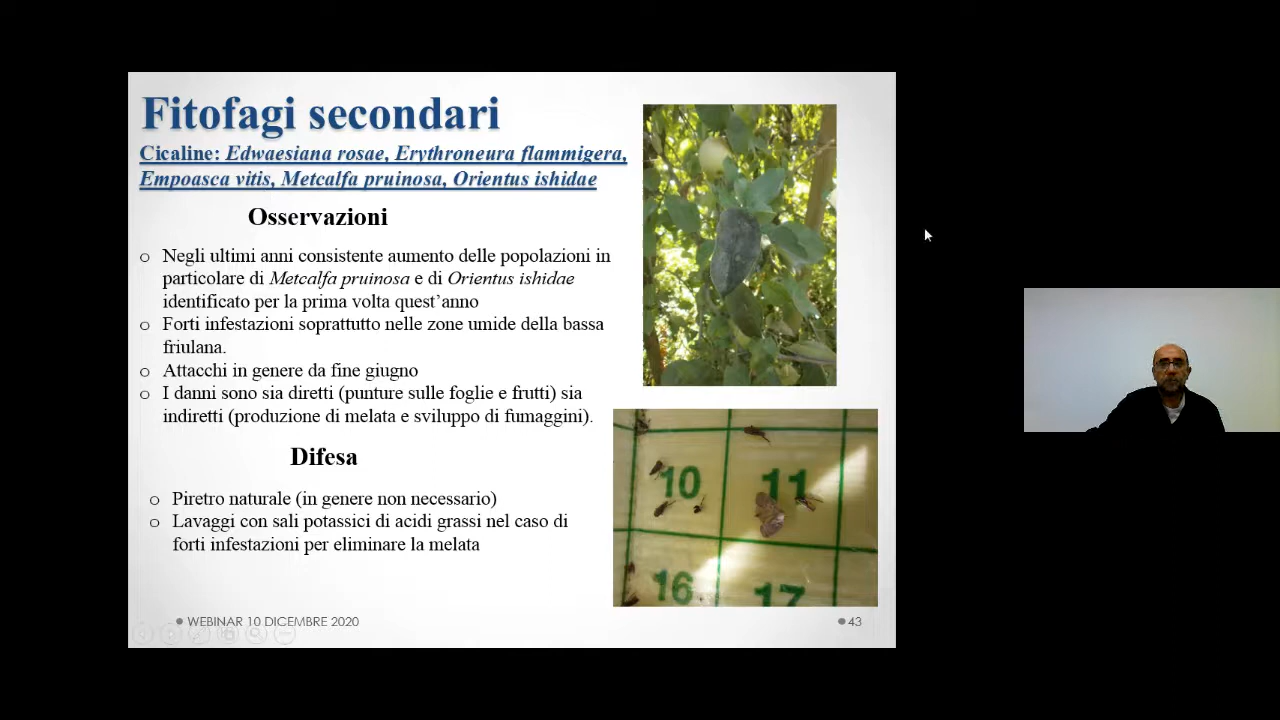 Fitofagi secondari
Cicaline: Edwaesiana rosae, Erythroneura flammigera,
Empoasca vitis, Metcalfa pruinosa, Orientus ishidae
Osservazioni
o Negli ultimi anni consistente aumento delle popolazioni in
particolare di Metcalfa pruinosa e di Orientus ishidae
identificato per la prima volta quest'anno
o Forti infestazioni soprattutto nelle zone umide della bassa
friulana.
o Attacchi in genere da fine giugno
o I danni sono sia diretti (punture sulle foglie e frutti) sia
indiretti (produzione di melata e sviluppo di fumaggini).
Difesa
o Piretro naturale (in genere non necessario)
o Lavaggi con sali potassici di acidi grassi nel caso di
forti infestazioni per eliminare la melata
10 11
16 17
● WEBINAR 10 DICEMBRE 2020 ● 43